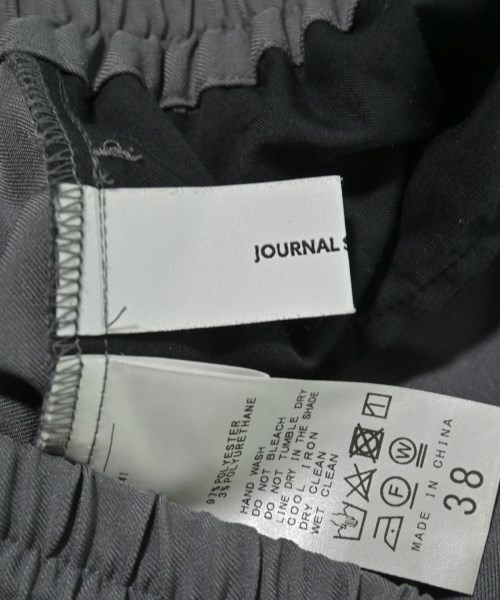 JOURNAL S
97% POLYESTER
3% POLYURETHANE
HAND WASH
DO NOT BLEACH
DO NOT TUMBLE DRY
LINE DRY IN THE SHADE
COOL IRON
DRY CLEAN
WET CLEAN
F
W
MADE IN CHINA
38